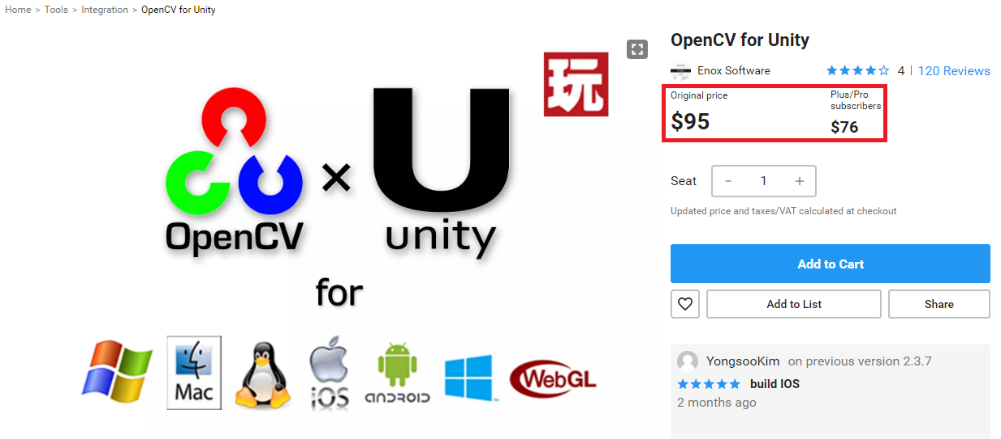 Home > Tools > Integration > OpenCV for Unity
玩
OpenCV
×
U
unity
for
Mac
iOS
ANDROID
WebGL
OpenCV for Unity
Enox Software
4 | 120 Reviews
Original price
$95
Plus/Pro
subscribers
$76
Seat
- 1 +
Updated price and taxes/VAT calculated at checkout
Add to Cart
Add to List
Share
YongsooKim on previous version 2.3.7
build IOS
2 months ago